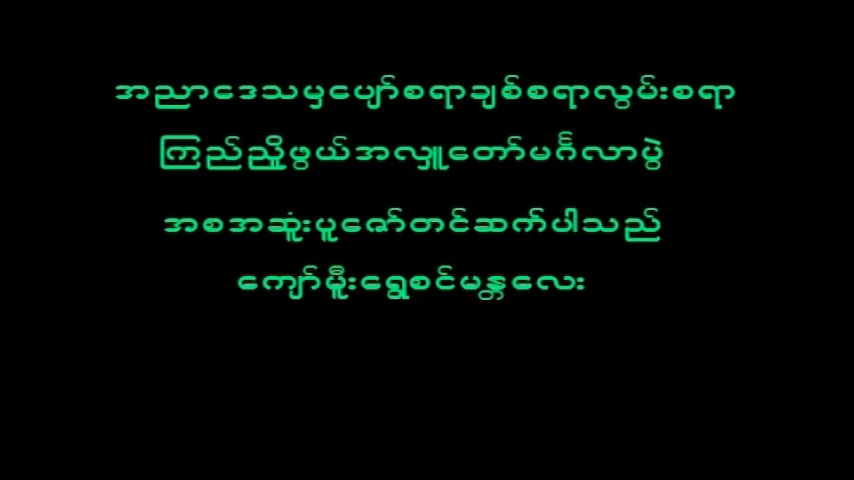 အညာဒေသမှပျော်စရာချစ်စရာလွမ်းစရာ
ကြည်ညှိုဖွယ်အလှူတော်မင်္ဂလာပွဲ
အစအဆုံးပူဇော်တင်ဆက်ပါသည်
ကျော်မှီးရွှေစင်မန္တလေး